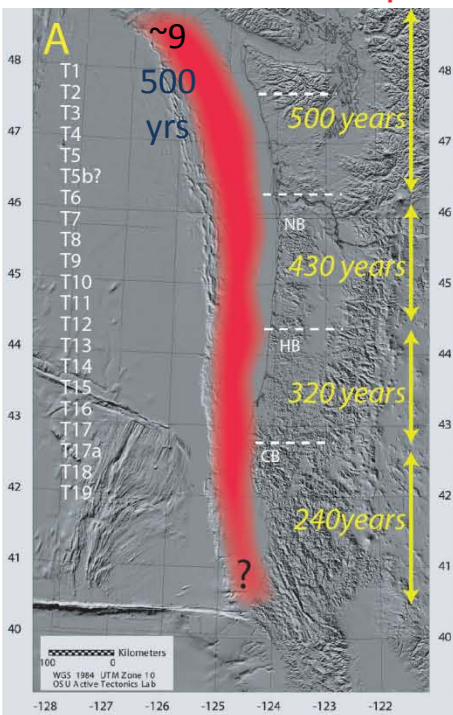 A
~9
500
yrs
T1
T2
T3
T4
T5
T5b?
T6
T7
T8
T9
T10
T11
T12
T13
T14
T15
T16
T17
T17a
T18
T19
48
47
46
45
44
43
42
41
40
48
47
46
45
44
43
42
41
40
500 years
430 years
320 years
240years
NB
HB
CB
?
Kilometers
100 0
WGS 1984 UTM Zone 10
OSU Active Tectonics Lab
-128 -127 -126 -125 -124 -123 -122